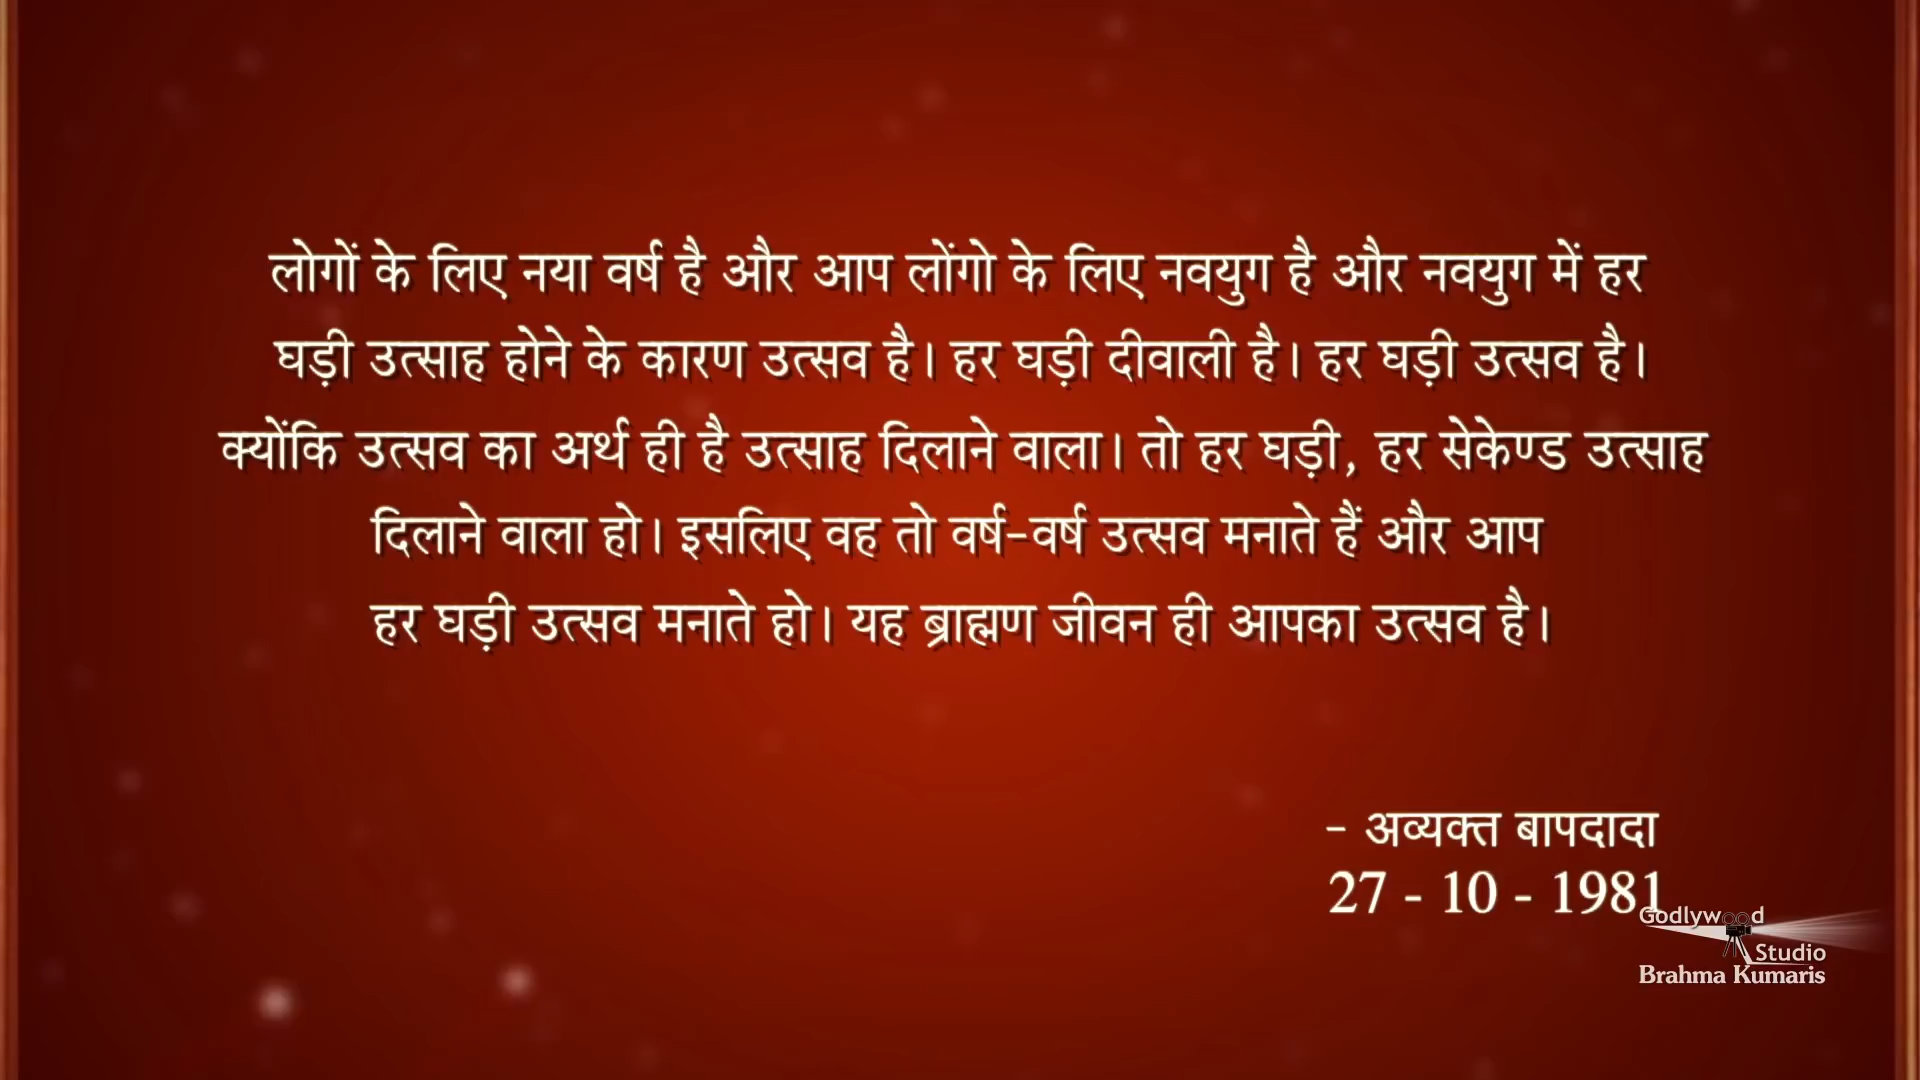 लोगों के लिए नया वर्ष है और आप लोंगो के लिए नवयुग है और नवयुग में हर
घड़ी उत्साह होने के कारण उत्सव है। हर घड़ी दीवाली है। हर घड़ी उत्सव है।
क्योंकि उत्सव का अर्थ ही है उत्साह दिलाने वाला। तो हर घड़ी, हर सेकेण्ड उत्साह
दिलाने वाला हो। इसलिए वह तो वर्ष-वर्ष उत्सव मनाते हैं और आप
हर घड़ी उत्सव मनाते हो। यह ब्राह्मण जीवन ही आपका उत्सव है।
- अव्यक्त बापदादा
27 - 10 - 1981
Godlywood
Studio
Brahma Kumaris